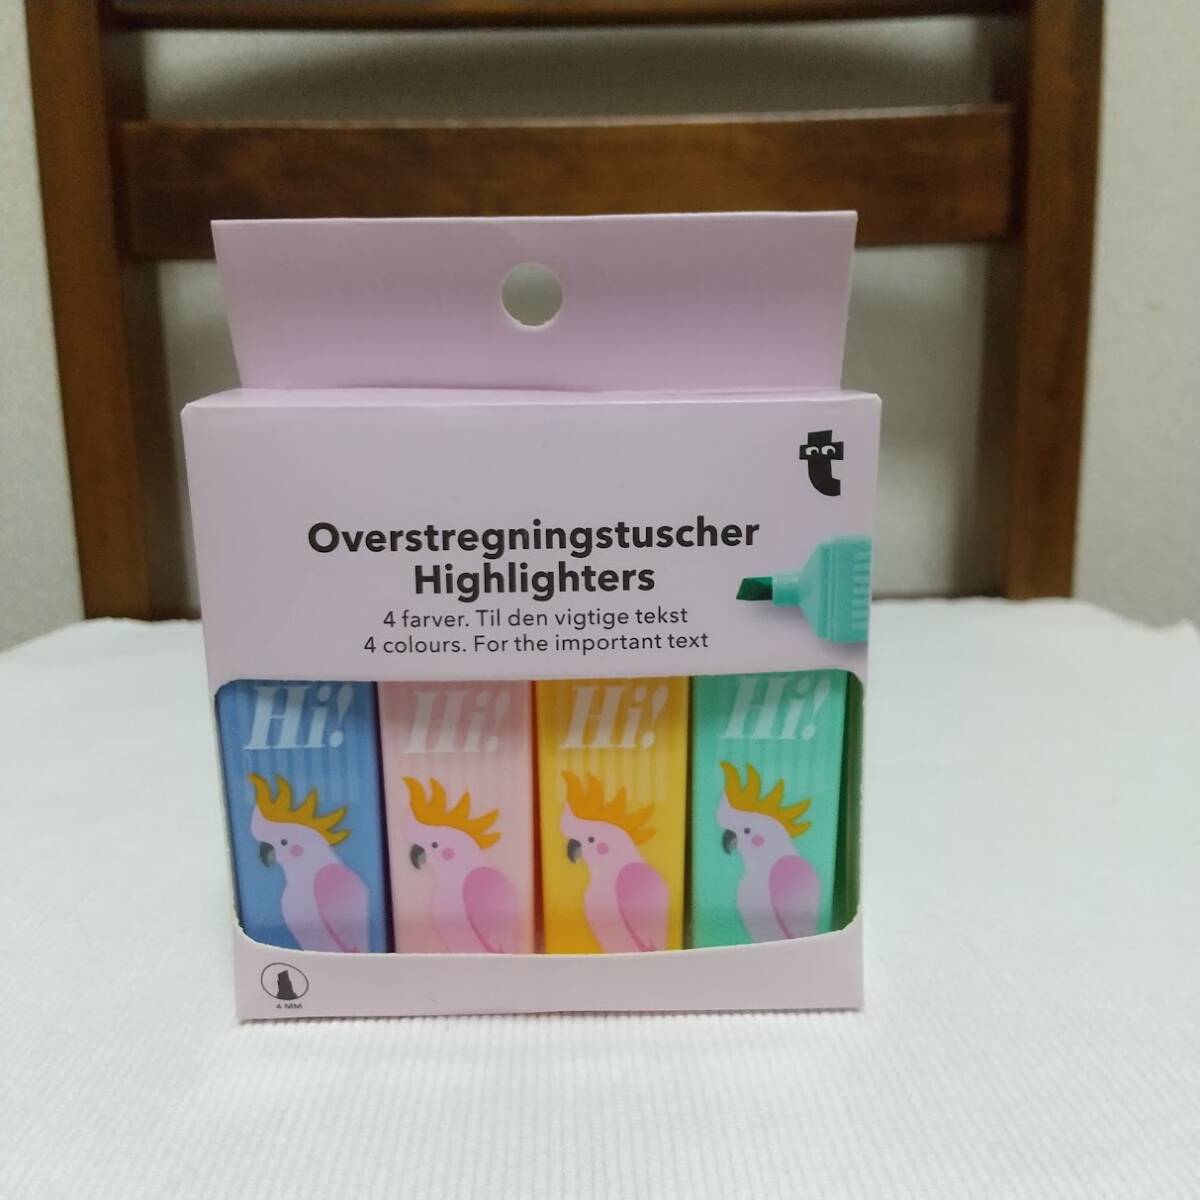 t
Overstregningstuscher
Highlighters
4 farver. Til den vigtige tekst
4 colours. For the important text
Hi! Hi! Hi! Hi!
4 MM